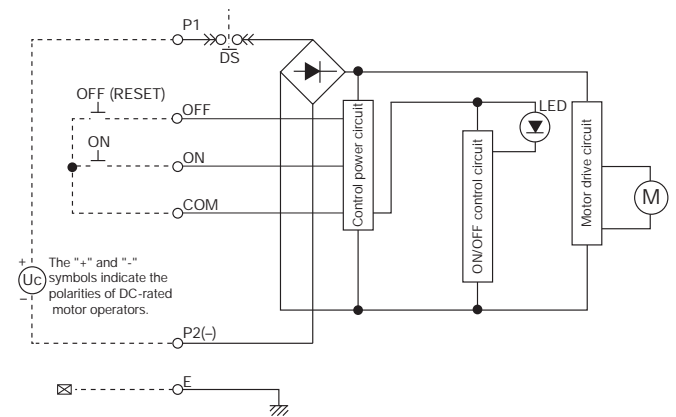 P1
DS
OFF (RESET)
OFF
ON
ON
COM
Control power circuit
ON/OFF control circuit
LED
Motor drive circuit
M
+
Uc
–
The "+" and "-"
symbols indicate the
polarities of DC-rated
motor operators.
P2(–)
E